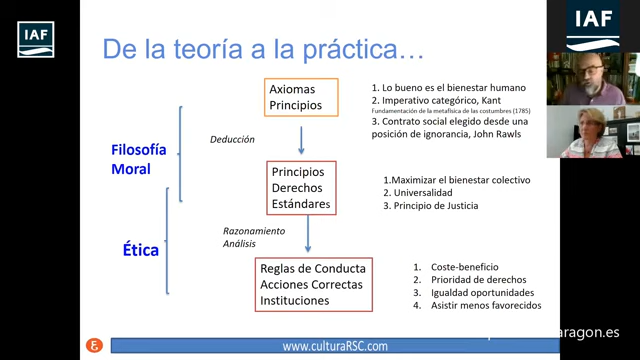 IAF
IAF
De la teoría a la práctica…
Axiomas
Principios
1. Lo bueno es el bienestar humano
2. Imperativo categórico, Kant
Fundamentación de la metafísica de las costumbres (1785)
3. Contrato social elegido desde una
posición de ignorancia, John Rawls
Deducción
Filosofía
Moral
Principios
Derechos
Estándares
1.Maximizar el bienestar colectivo
2. Universalidad
3. Principio de Justicia
Razonamiento
Análisis
Ética
Reglas de Conducta
Acciones Correctas
Instituciones
1. Coste-beneficio
2. Prioridad de derechos
3. Igualdad oportunidades
4. Asistir menos favorecidos
www.culturaRSC.com
aragon.es